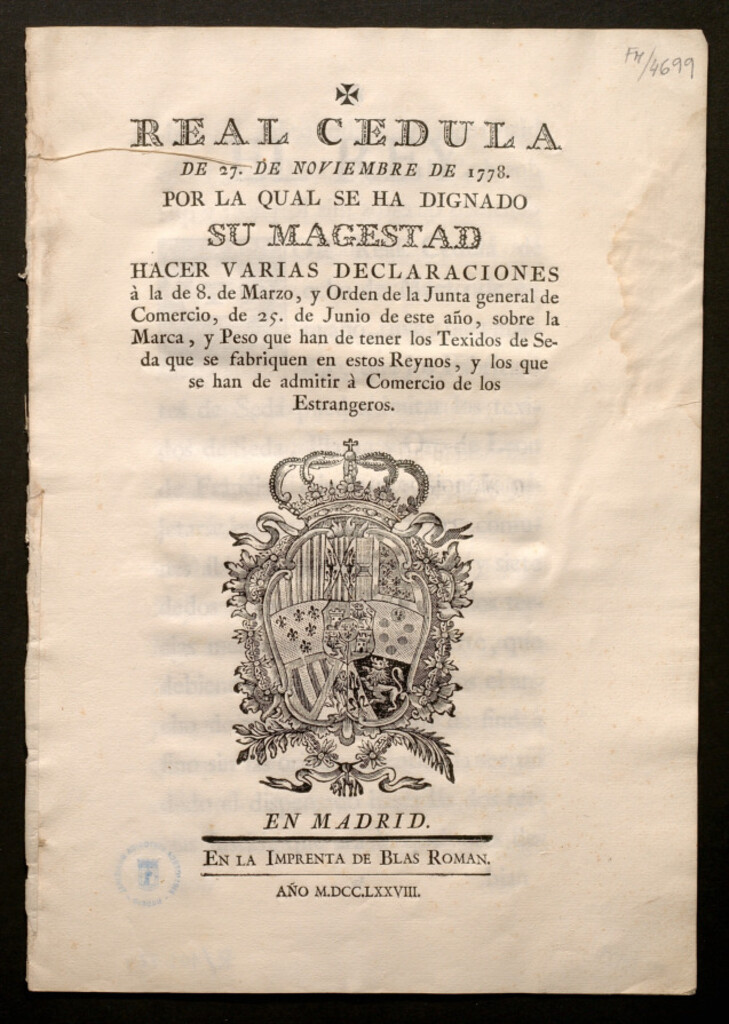 FM/4699
✠
REAL CEDULA
DE 27. DE NOVIEMBRE DE 1778.
POR LA QUAL SE HA DIGNADO
SU MAGESTAD
HACER VARIAS DECLARACIONES
à la de 8. de Marzo, y Orden de la Junta general de
Comercio, de 25. de Junio de este año, sobre la
Marca, y Peso que han de tener los Texidos de Se-
da que se fabriquen en estos Reynos, y los que
se han de admitir à Comercio de los
Estrangeros.
EN MADRID.
EN LA IMPRENTA DE BLAS ROMAN.
AÑO M.DCC.LXXVIII.